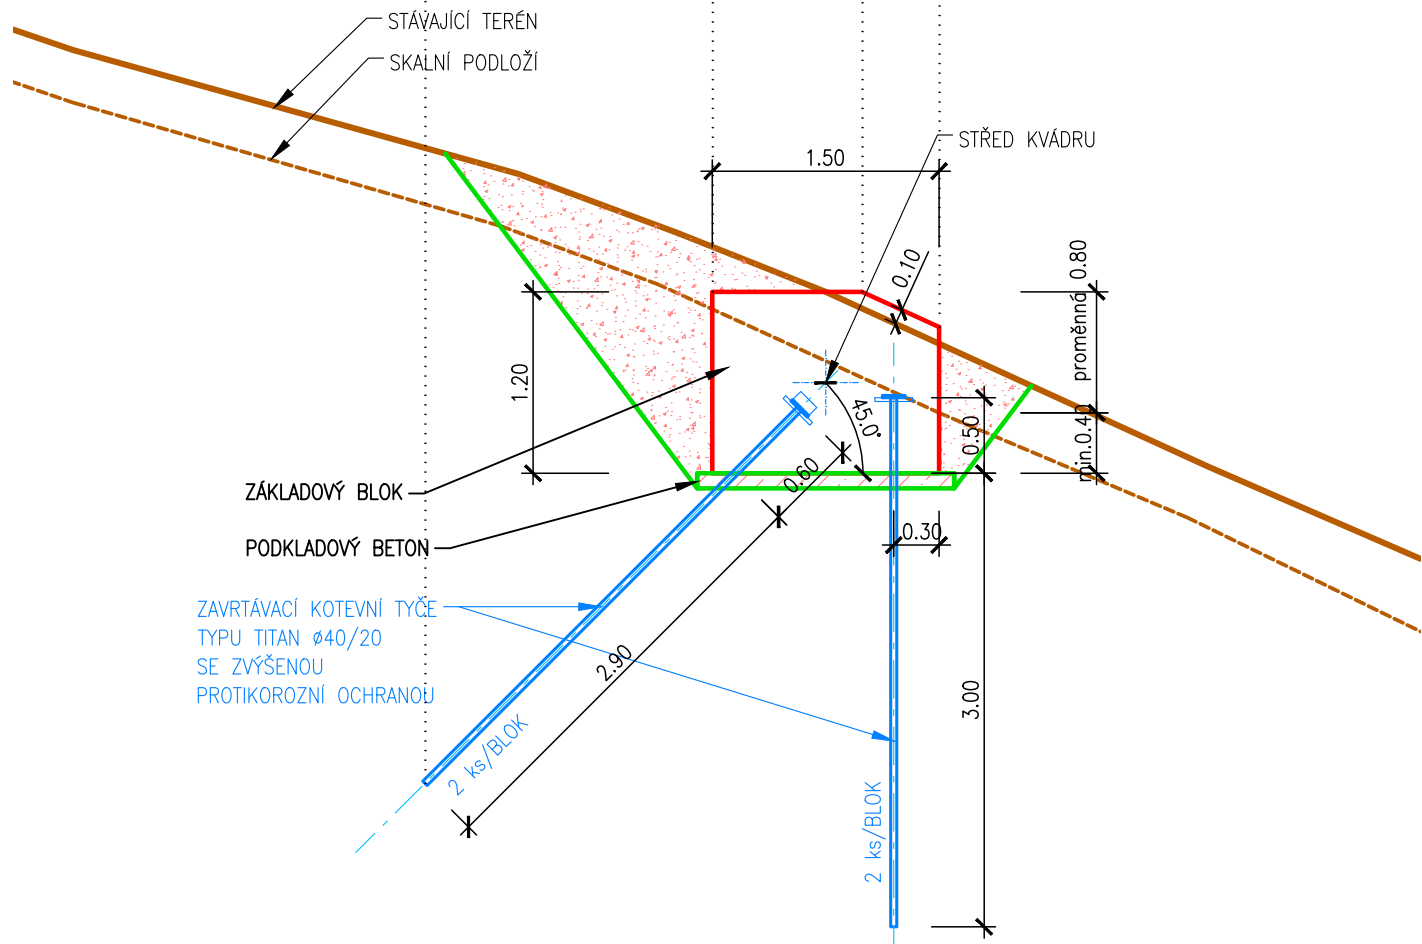 STÁVAJÍCÍ TERÉN
SKALNÍ PODLOŽÍ
STŘED KVÁDRU
1.50
0.10
proměnná 0.80
min.0.40
1.20
45.0°
0.50
0.60
0.30
ZÁKLADOVÝ BLOK
PODKLADOVÝ BETON
ZAVRTÁVACÍ KOTEVNÍ TYČE
TYPU TITAN ø40/20
SE ZVÝŠENOU
PROTIKOROZNÍ OCHRANOU
2.90
3.00
2 ks/BLOK
2 ks/BLOK